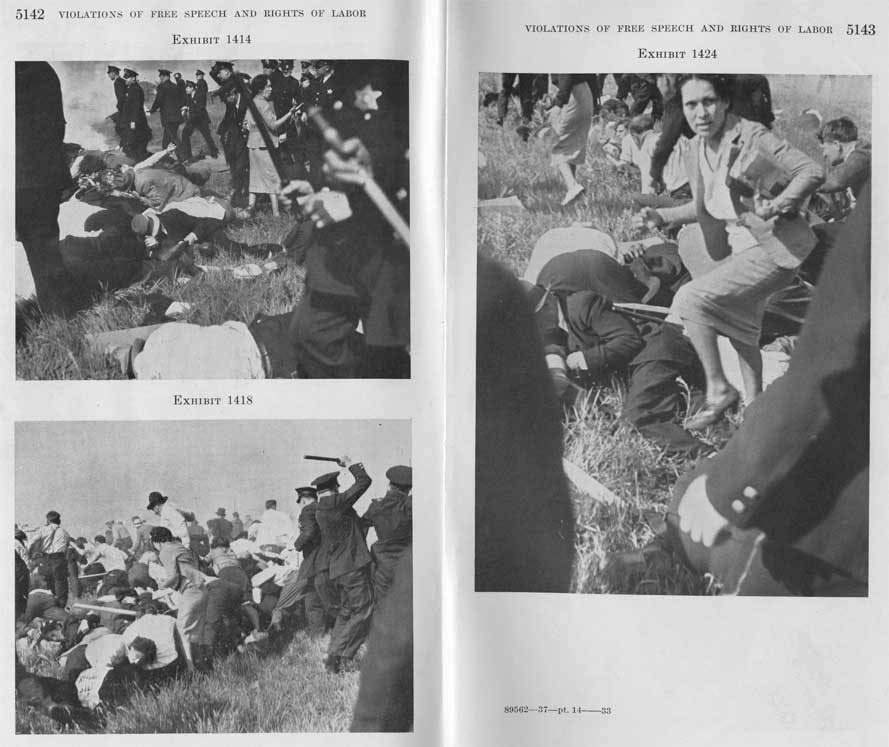 5142 VIOLATIONS OF FREE SPEECH AND RIGHTS OF LABOR
EXHIBIT 1414
EXHIBIT 1418
VIOLATIONS OF FREE SPEECH AND RIGHTS OF LABOR 5143
EXHIBIT 1424
89562—37—pt. 14——33